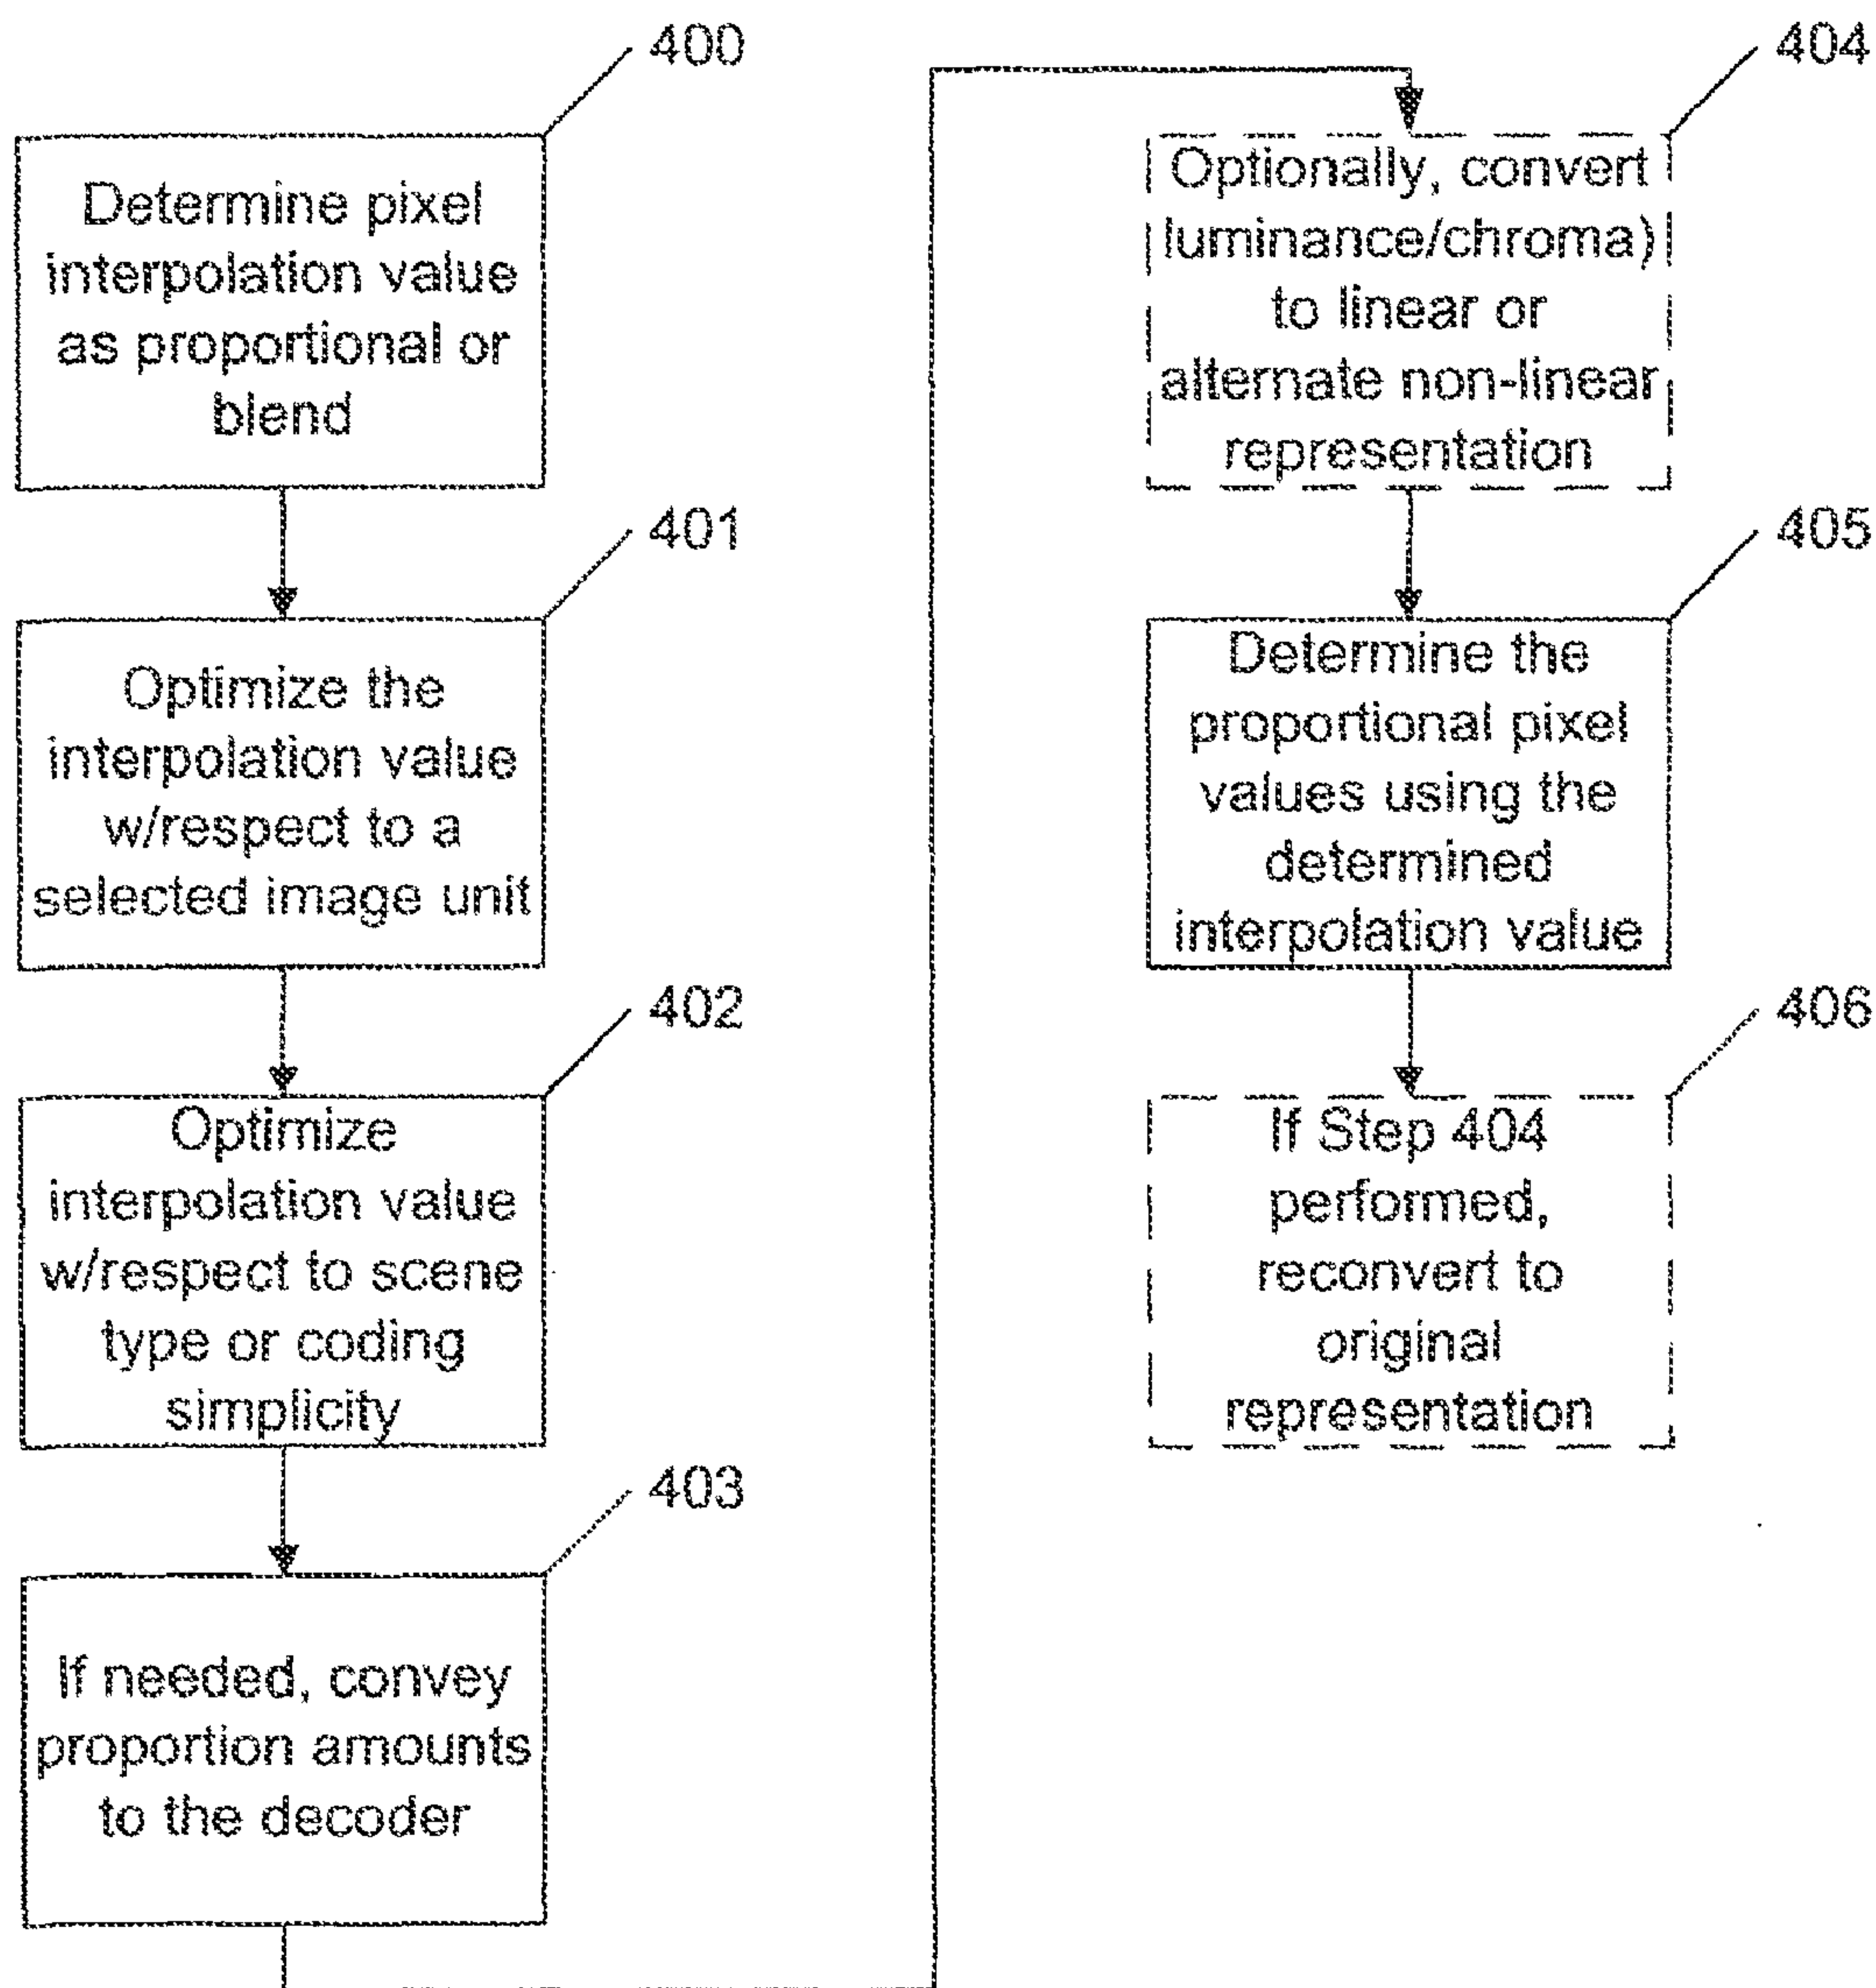 400
Determine pixel
interpolation value
as proportional or
blend
401
Optimize the
interpolation value
w/respect to a
selected image unit
402
Optimize
interpolation value
w/respect to scene
type or coding
simplicity
403
If needed, convey
proportion amounts
to the decoder
404
Optionally, convert
luminance/chroma)
to linear or
alternate non-linear
representation
405
Determine the
proportional pixel
values using the
determined
interpolation value
406
If Step 404
performed,
reconvert to
original
representation